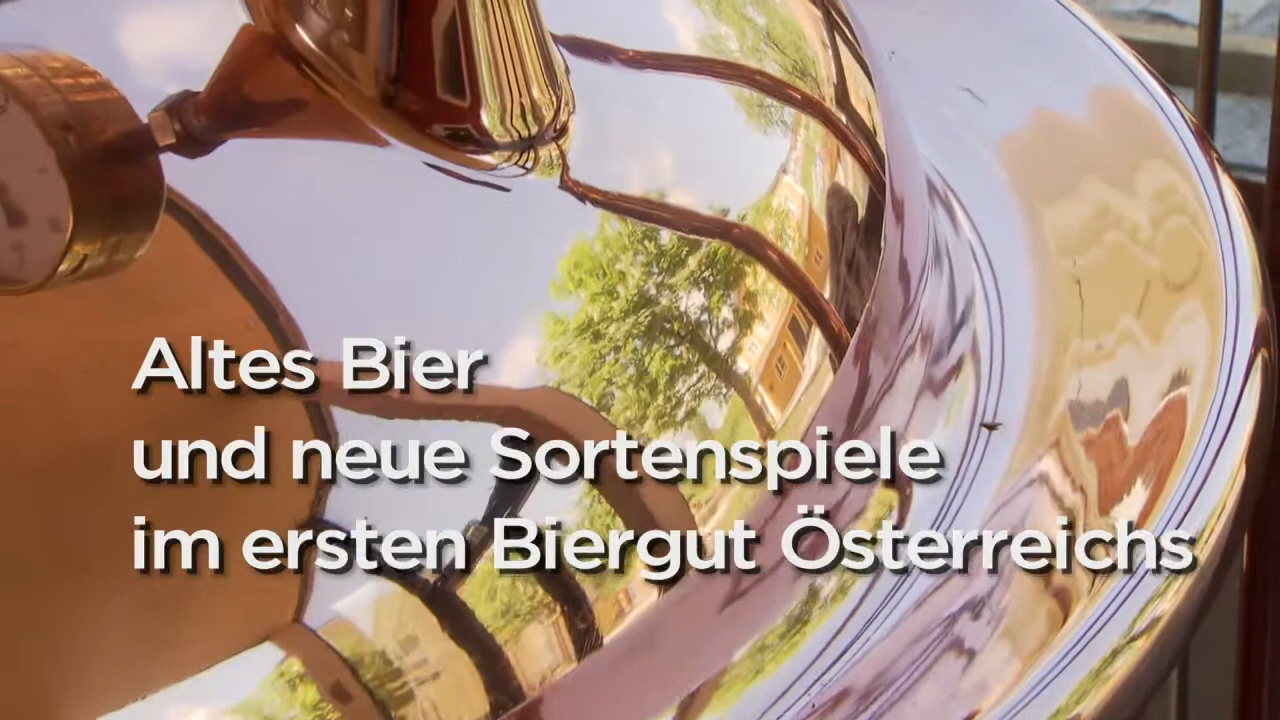 Altes Bier
und neue Sortenspiele
im ersten Biergut Österreichs